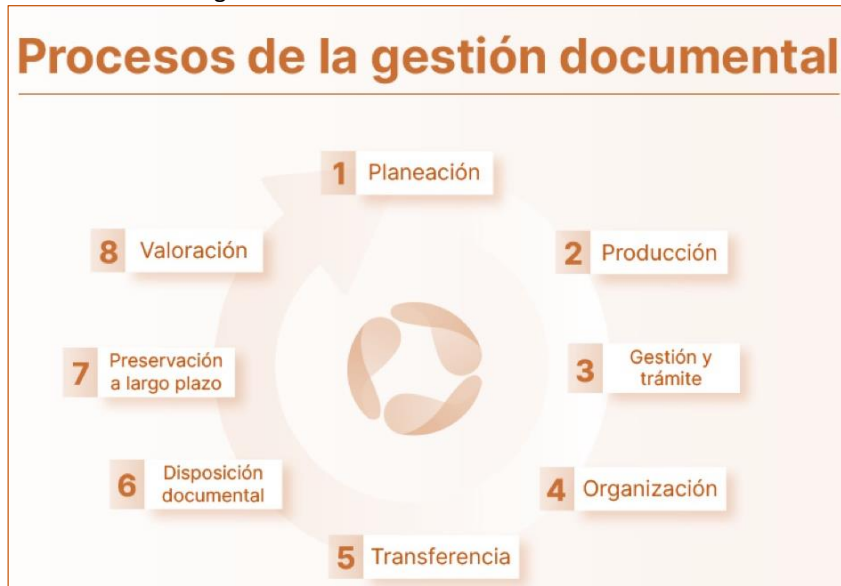 Procesos de la gestión documental
1 Planeación
2 Producción
3 Gestión y
trámite
4 Organización
5 Transferencia
6 Disposición
documental
7 Preservación
a largo plazo
8 Valoración